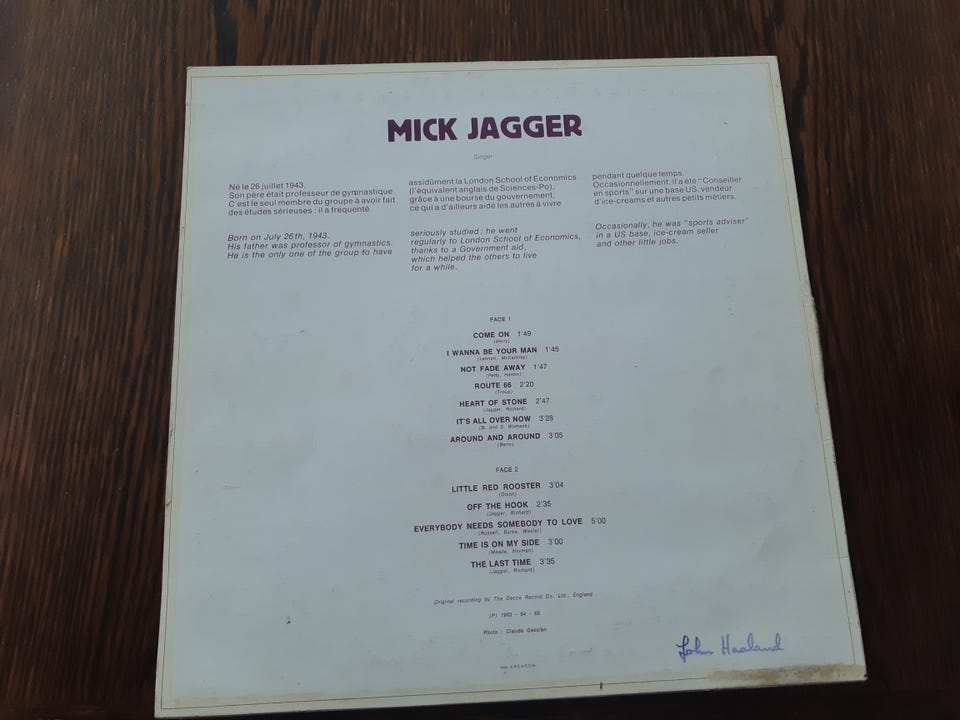 MICK JAGGER
Singer
Né le 26 juillet 1943.
Son père était professeur de gymnastique.
C'est le seul membre du groupe à avoir fait
des études sérieuses : il a fréquenté
assidûment la London School of Economics
(l'équivalent anglais de Sciences-Po),
grâce à une bourse du gouvernement,
ce qui a d'ailleurs aidé les autres à vivre
pendant quelque temps.
Occasionnellement, il a été "Conseiller
en sports" sur une base US, vendeur
d'ice-creams et autres petits métiers.
Born on July 26th, 1943.
His father was professor of gymnastics.
He is the only one of the group to have
seriously studied ; he went
regularly to London School of Economics,
thanks to a Government aid,
which helped the others to live
for a while.
Occasionally, he was "sports adviser"
in a US base, ice-cream seller
and other little jobs.
FACE 1
COME ON 1'49
(Berry)
I WANNA BE YOUR MAN 1'45
(Lennon, McCartney)
NOT FADE AWAY 1'47
(Petty, Hardin)
ROUTE 66 2'20
(Troup)
HEART OF STONE 2'47
(Jagger, Richard)
IT'S ALL OVER NOW 3'28
(B. and S. Womack)
AROUND AND AROUND 3'05
(Berry)
FACE 2
LITTLE RED ROOSTER 3'04
(Dixon)
OFF THE HOOK 2'35
(Jagger, Richard)
EVERYBODY NEEDS SOMEBODY TO LOVE 5'00
(Russell, Burke, Wexler)
TIME IS ON MY SIDE 3'00
(Meade, Norman)
THE LAST TIME 3'35
(Jagger, Richard)
Original recording by The Decca Record Co. Ltd., England
(P) 1963 - 64 - 65
Photo : Claude Gassian
John Haaland